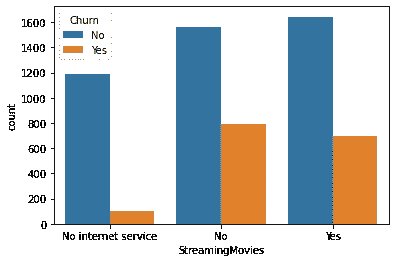 Churn
No
Yes
1600
1400
1200
1000
800
600
400
200
0
count
No internet service No Yes
StreamingMovies